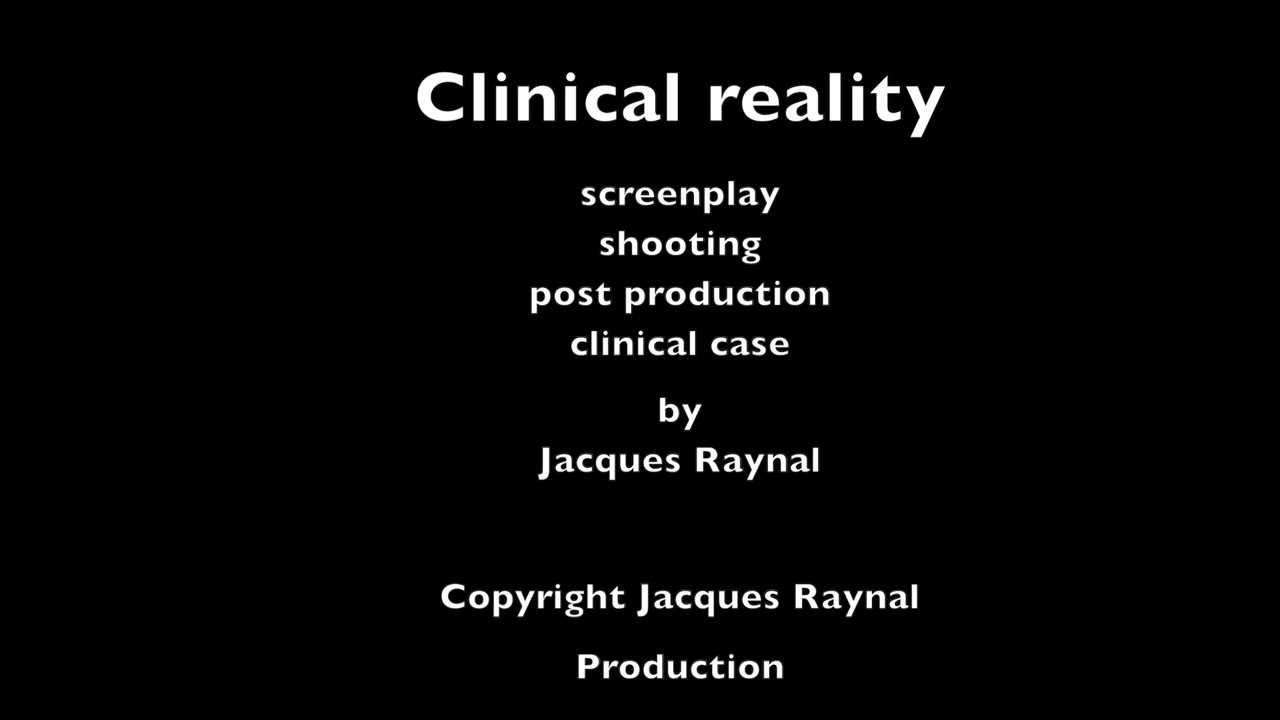 Clinical reality
screenplay
shooting
post production
clinical case
by
Jacques Raynal
Copyright Jacques Raynal
Production